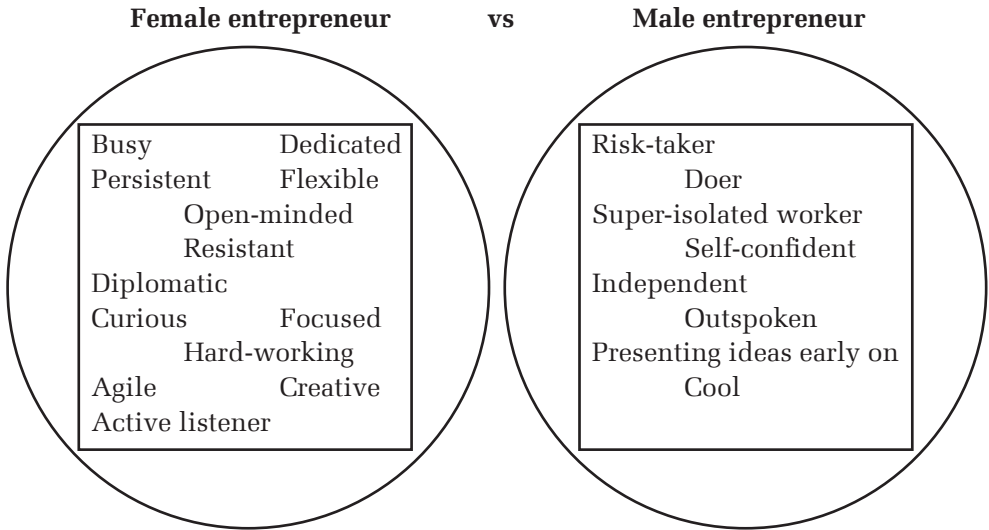 Female entrepreneur vs Male entrepreneur
Busy Dedicated
Persistent Flexible
Open-minded
Resistant
Diplomatic
Curious Focused
Hard-working
Agile Creative
Active listener
Risk-taker
Doer
Super-isolated worker
Self-confident
Independent
Outspoken
Presenting ideas early on
Cool